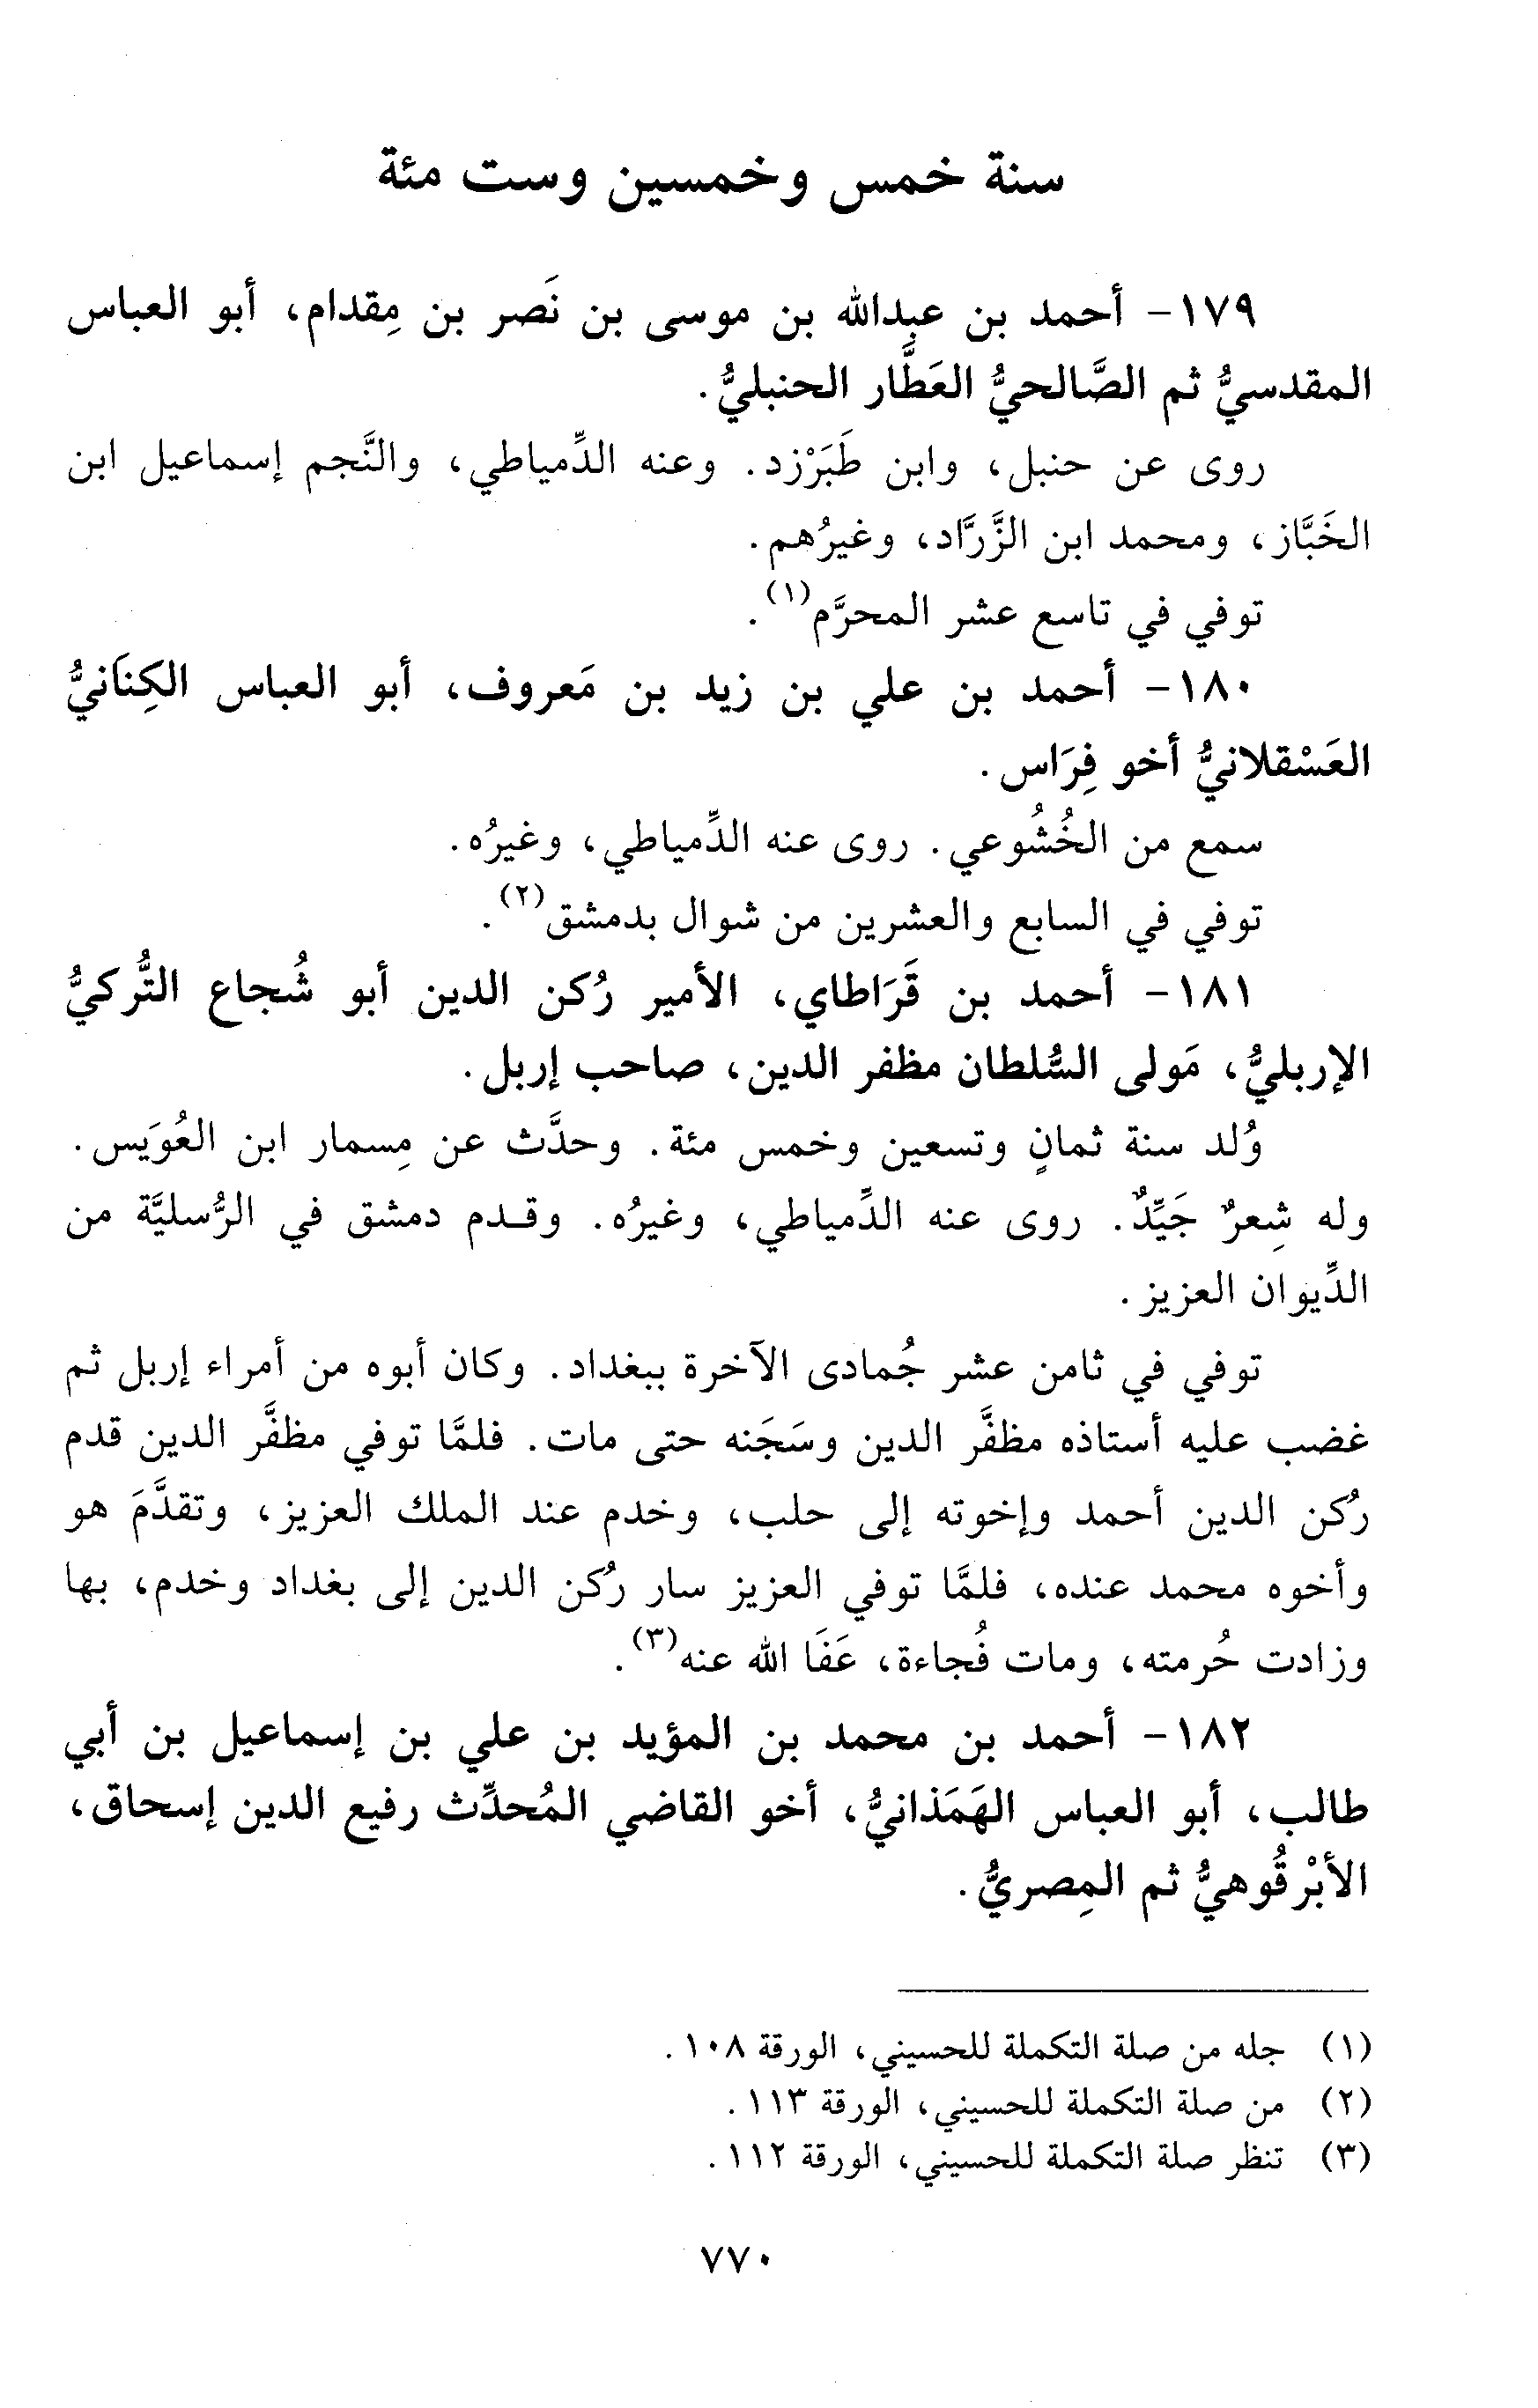 سنة خمس وخمسين وست مئة
١٧٩- أحمد بن عبدالله بن موسى بن نَصر بن مِقدام، أبو العباس
المقدسيُّ ثم الصَّالحيُّ العَطَّار الحنبليُّ.
روى عن حنبل، وابن طَبَرْزد. وعنه الدِّمياطي، والنَّجم إسماعيل ابن
الخَبَّاز، ومحمد ابن الزَّرَّاد، وغيرُهم.
توفي في تاسع عشر المحرَّم(١).
١٨٠- أحمد بن علي بن زيد بن مَعروف، أبو العباس الكِنَانيُّ
العَسْقلانيُّ أخو فِرَاس.
سمع من الخُشُوعي. روى عنه الدِّمياطي، وغيرُه.
توفي في السابع والعشرين من شوال بدمشق(٢).
١٨١- أحمد بن قَرَاطاي، الأمير رُكن الدين أبو شُجاع التُّركيُّ
الإربليُّ، مَولى السُّلطان مظفر الدين، صاحب إربل.
وُلد سنة ثمانٍ وتسعين وخمس مئة. وحدَّث عن مِسمار ابن العُوَيس.
وله شِعرٌ جَيِّدٌ. روى عنه الدِّمياطي، وغيرُه. وقدم دمشق في الرُّسليَّة من
الدِّيوان العزيز.
توفي في ثامن عشر جُمادى الآخرة ببغداد. وكان أبوه من أمراء إربل ثم
غضب عليه أستاذه مظفَّر الدين وسَجَنه حتى مات. فلمَّا توفي مظفَّر الدين قدم
رُكن الدين أحمد وإخوته إلى حلب، وخدم عند الملك العزيز، وتقدَّمَ هو
وأخوه محمد عنده، فلمَّا توفي العزيز سار رُكن الدين إلى بغداد وخدم، بها
وزادت حُرمته، ومات فُجاءة، عَفَا الله عنه(٣).
١٨٢- أحمد بن محمد بن المؤيد بن علي بن إسماعيل بن أبي
طالب، أبو العباس الهَمَذانيُّ، أخو القاضي المُحدِّث رفيع الدين إسحاق،
الأبْرقُوهيُّ ثم المِصريُّ.
(١) جله من صلة التكملة للحسيني، الورقة ١٠٨.
(٢) من صلة التكملة للحسيني، الورقة ١١٣.
(٣) تنظر صلة التكملة للحسيني، الورقة ١١٢.
٧٧٠